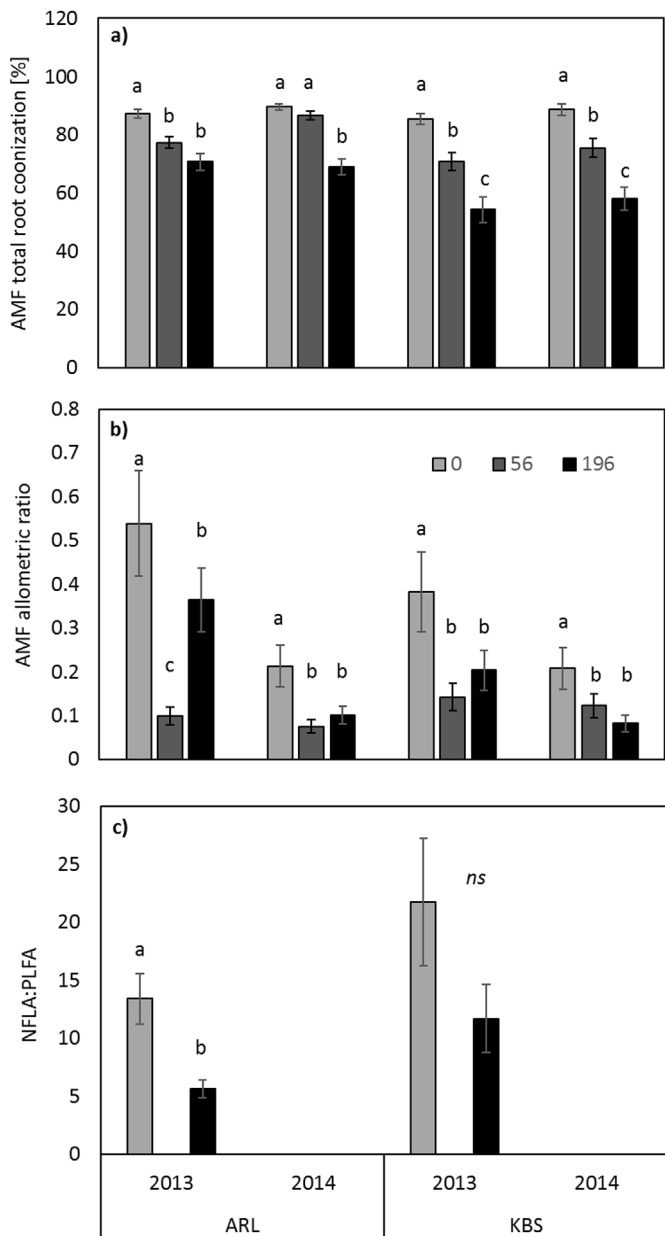 a)
AMF total root coonization [%]
120
100
80
60
40
20
0
a b b a a b a b c a b c
b)
AMF allometric ratio
0.8
0.7
0.6
0.5
0.4
0.3
0.2
0.1
0
0 56 196
a c b a b b a b b a b b
c)
NFLA:PLFA
30
25
20
15
10
5
0
a b ns
2013 2014 2013 2014
ARL KBS